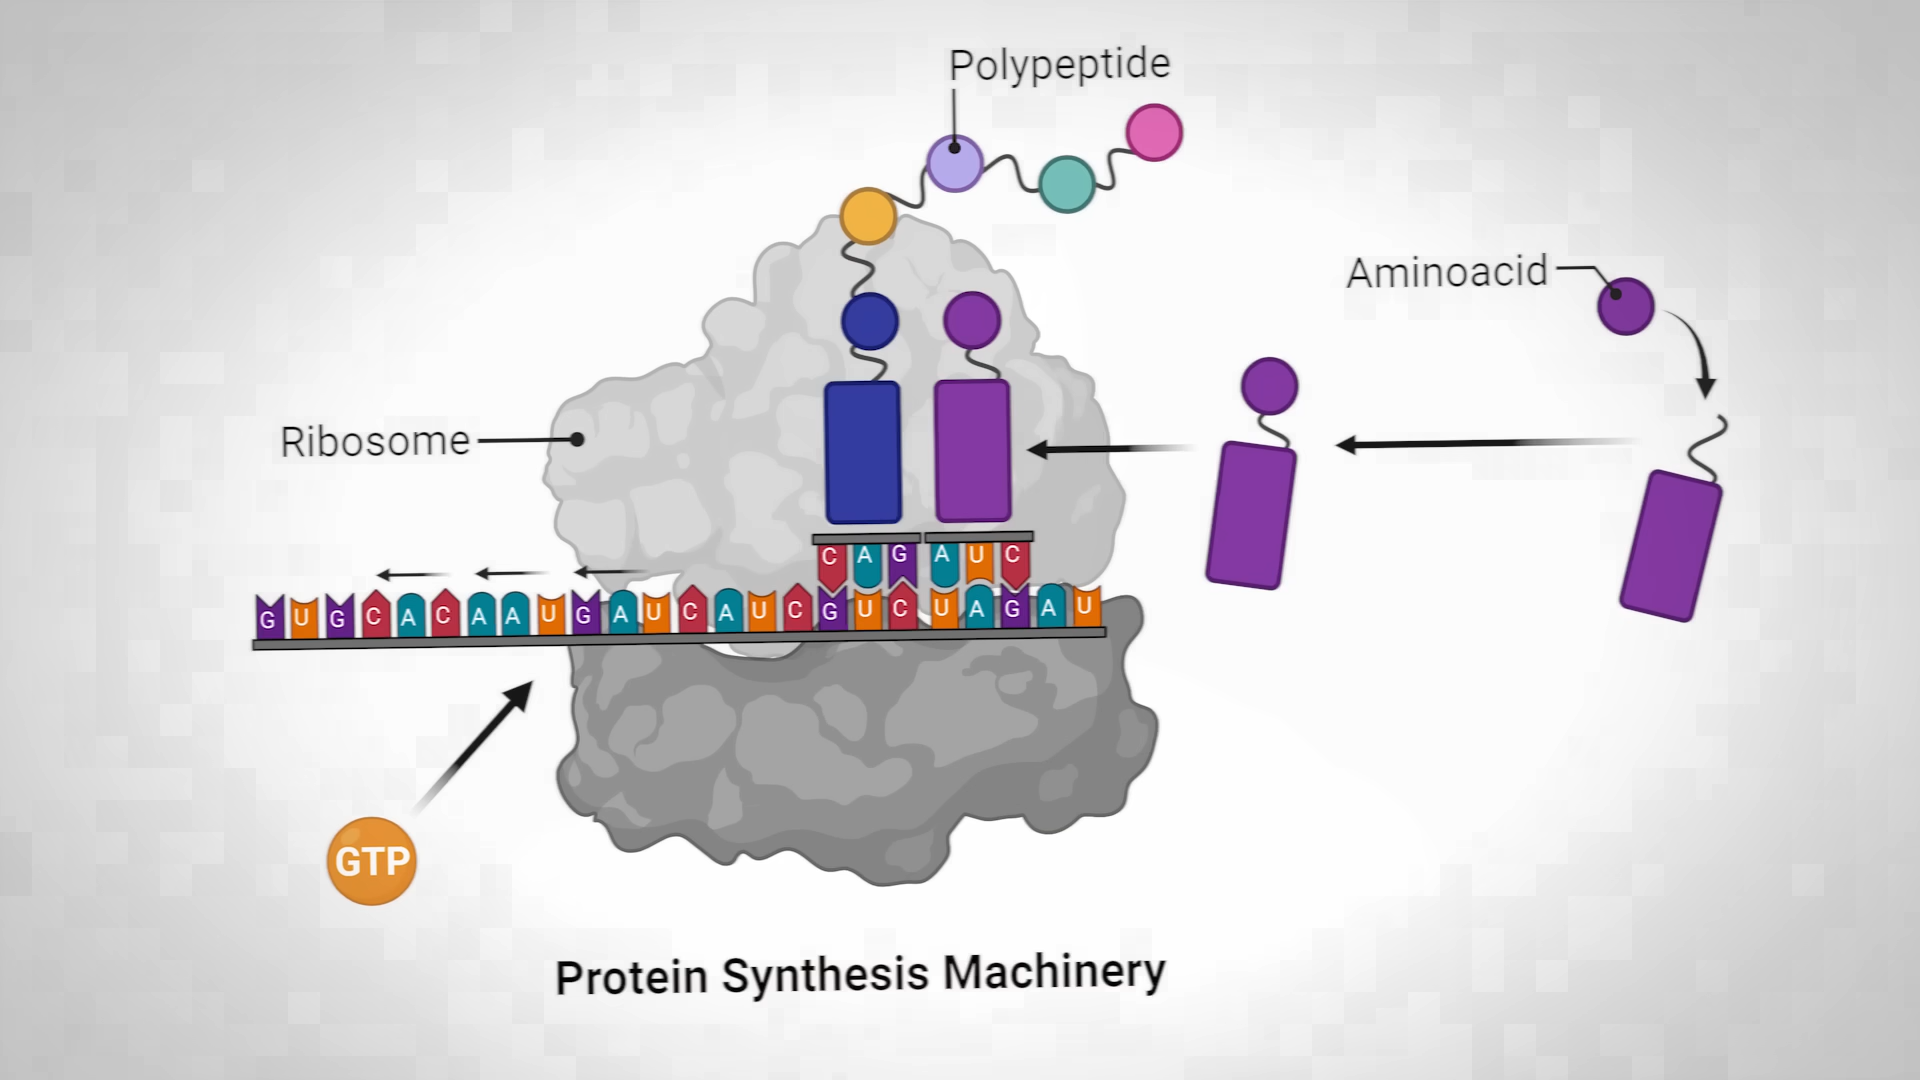 Polypeptide
Aminoacid
Ribosome
C A G A U C
G U G C A C A A U G A U C A U C G U C U A G A U
GTP
Protein Synthesis Machinery